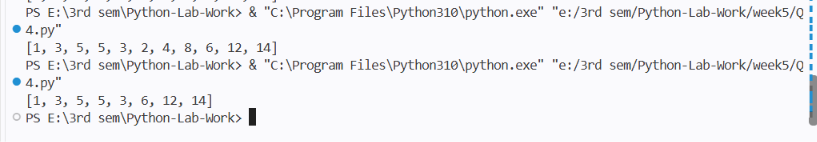 PS E:\3rd sem\Python-Lab-Work> & "C:\Program Files\Python310\python.exe" "e:/3rd sem/Python-Lab-Work/week5/Q
4.py"
[1, 3, 5, 5, 3, 2, 4, 8, 6, 12, 14]
PS E:\3rd sem\Python-Lab-Work> & "C:\Program Files\Python310\python.exe" "e:/3rd sem/Python-Lab-Work/week5/Q
4.py"
[1, 3, 5, 5, 3, 6, 12, 14]
PS E:\3rd sem\Python-Lab-Work>